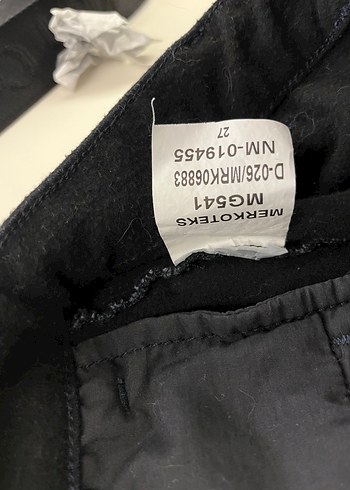 MERKOTEKS
MG541
D-026/MRK06883
NM-019455
27